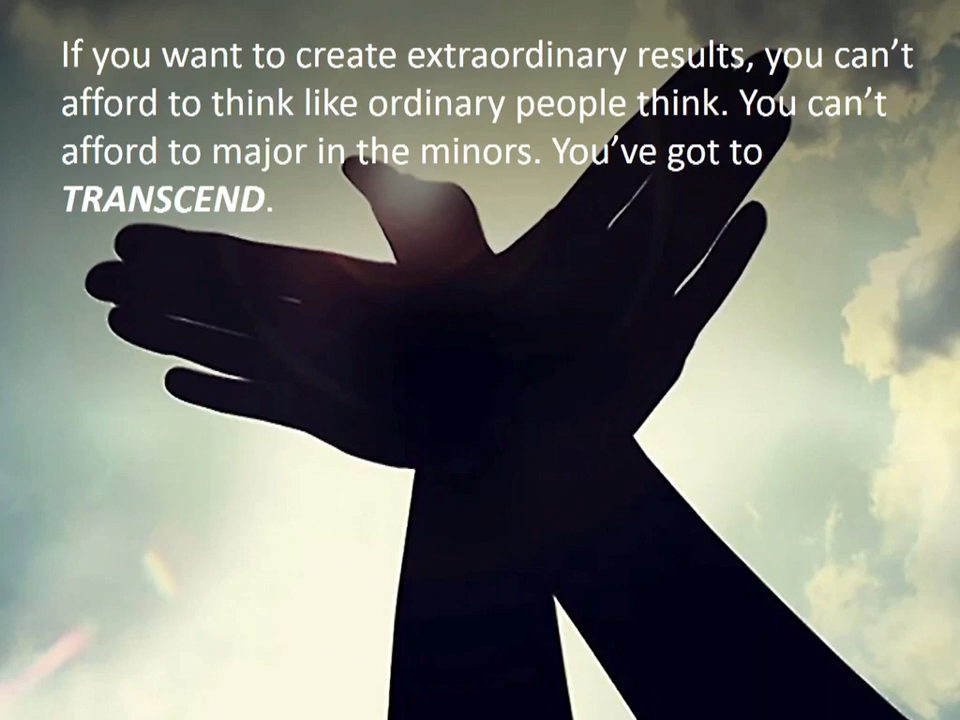 If you want to create extraordinary results, you can’t
afford to think like ordinary people think. You can’t
afford to major in the minors. You’ve got to
TRANSCEND.